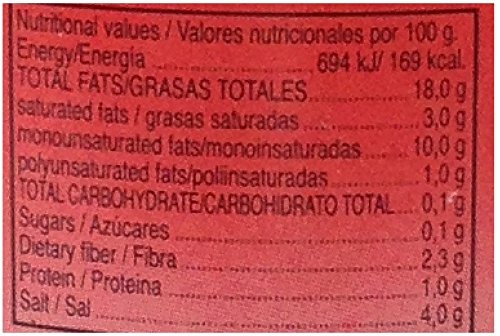 Nutritional values / Valores nutricionales por 100 g.
Energy/Energía 694 kJ/ 169 kcal.
TOTAL FATS/GRASAS TOTALES 18,0 g
saturated fats / grasas saturadas 3,0 g
monounsaturated fats/monoinsaturadas 10,0 g
polyunsaturated fats/poliinsaturadas 1,0 g
TOTAL CARBOHYDRATE/CARBOHIDRATO TOTAL 0,1 g
Sugars / Azúcares 0,1 g
Dietary fiber / Fibra 2,3 g
Protein / Proteina 1,0 g
Salt / Sal 4,0 g